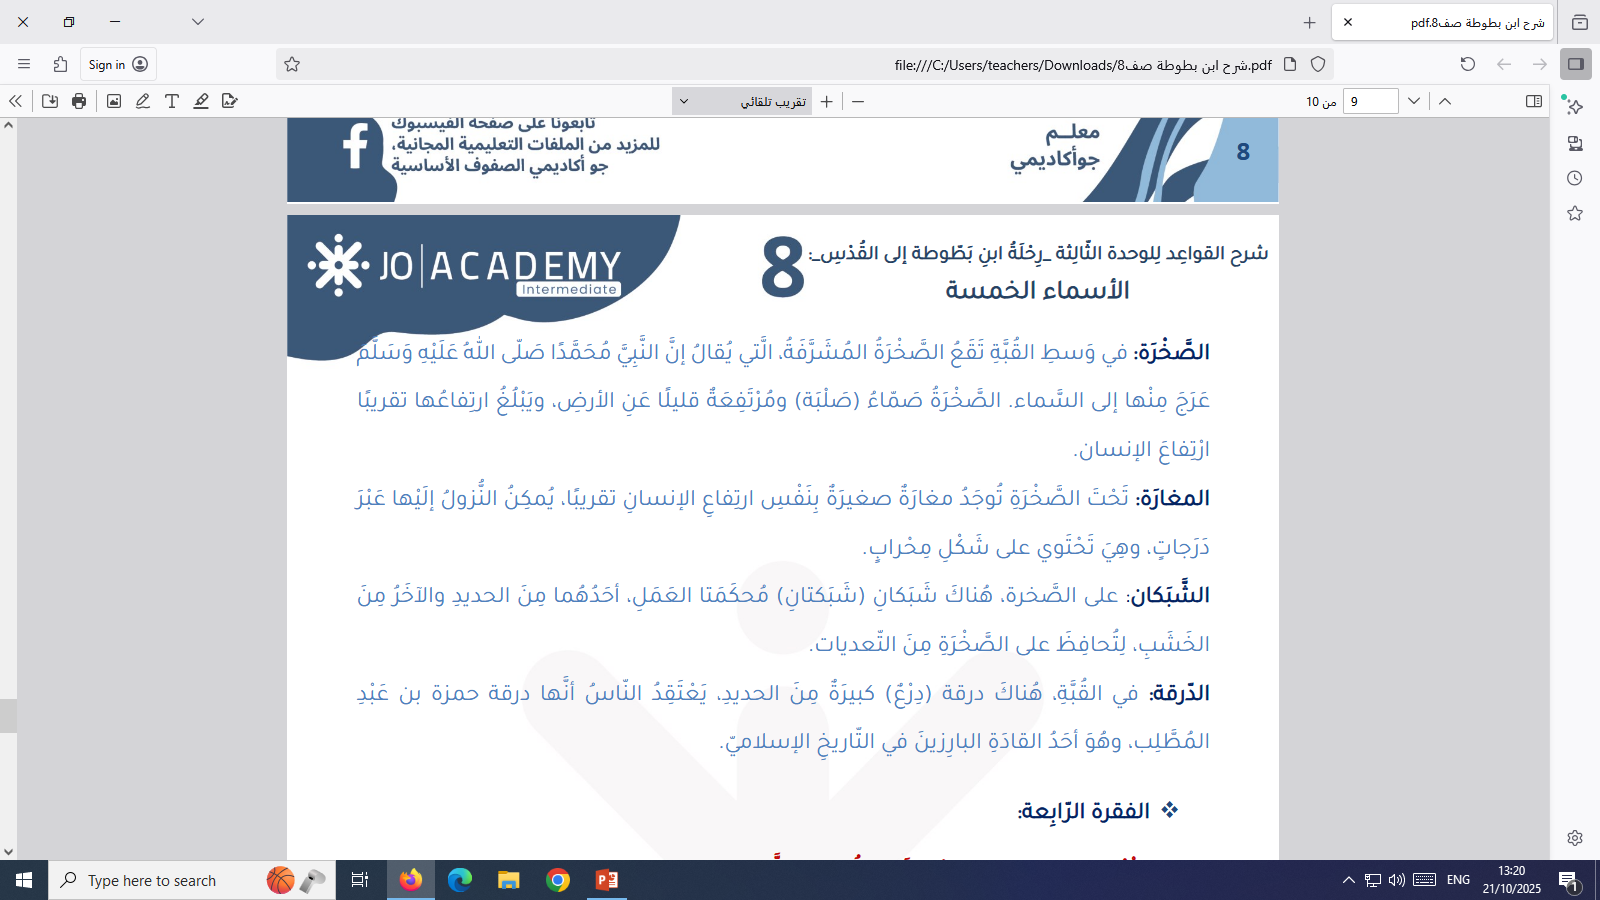 شرح ابن بطوطة صف8.pdf
Sign in
file:///C:/Users/teachers/Downloads/شرح ابن بطوطة صف8.pdf
تقريب تلقائي
9 من 10
تابعونا على صفحة الفيسبوك
للمزيد من الملفات التعليمية المجانية،
جو أكاديمي الصفوف الأساسية
معلـم
جوأكاديمي
8
JO ACADEMY
Intermediate
8
شرح القواعِد لِلوحدة الثّالِثة _رِحْلَةُ ابنِ بَطّوطة إلى القُدْسِ_:
الأسماء الخمسة
الصَّخْرَة: في وَسطِ القُبَّةِ تَقَعُ الصَّخْرَةُ المُشَرَّفَةُ، الَّتي يُقالُ إنَّ النَّبِيَّ مُحَمَّدًا صَلّى اللهُ عَلَيْهِ وَسَلَّمَ
عَرَجَ مِنْها إلى السَّماء. الصَّخْرَةُ صَمّاءُ (صَلْبَة) ومُرْتَفِعَةٌ قليلًا عَنِ الأرضِ، ويَبْلُغُ ارتِفاعُها تقريبًا
ارْتِفاعَ الإنسان.
المغارَة: تَحْتَ الصَّخْرَةِ تُوجَدُ مغارَةٌ صغيرَةٌ بِنَفْسِ ارتِفاعِ الإنسانِ تقريبًا، يُمكِنُ النُّزولُ إلَيْها عَبْرَ
دَرَجاتٍ، وهِيَ تَحْتَوي على شَكْلِ مِحْرابٍ.
الشَّبَكان: على الصَّخرة، هُناكَ شَبَكانِ (شَبَكتانِ) مُحكَمَتا العَمَلِ، أحَدُهُما مِنَ الحديدِ والآخَرُ مِنَ
الخَشَبِ، لِتُحافِظَ على الصَّخْرَةِ مِنَ التّعديات.
الدّرقة: في القُبَّةِ، هُناكَ درقة (دِرْعٌ) كبيرَةٌ مِنَ الحديدِ، يَعْتَقِدُ النّاسُ أنَّها درقة حمزة بن عَبْدِ
المُطَّلِب، وهُوَ أحَدُ القادَةِ البارِزينَ في التّاريخِ الإسلاميّ.
❖ الفقرة الرّابِعة:
Type here to search
ENG
13:20
21/10/2025
1